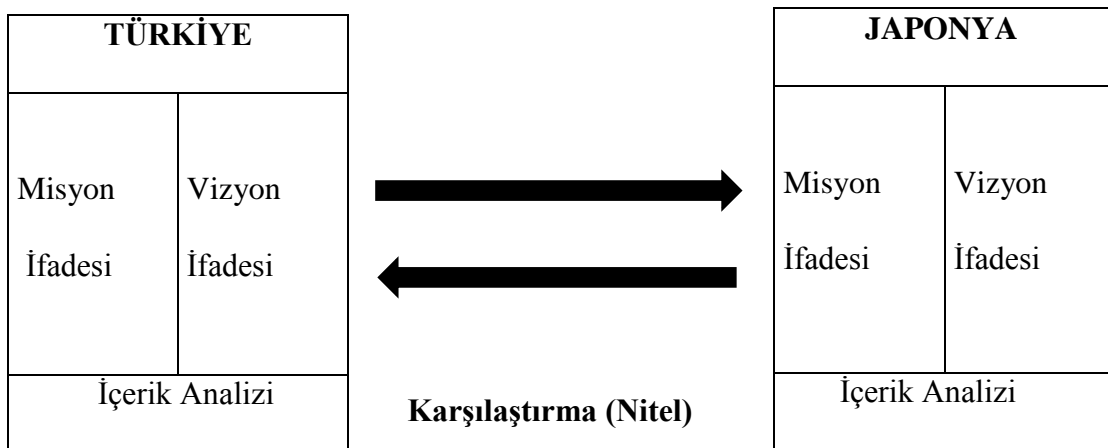 TÜRKİYE
Misyon
İfadesi
Vizyon
İfadesi
İçerik Analizi
Karşılaştırma (Nitel)
JAPONYA
Misyon
İfadesi
Vizyon
İfadesi
İçerik Analizi